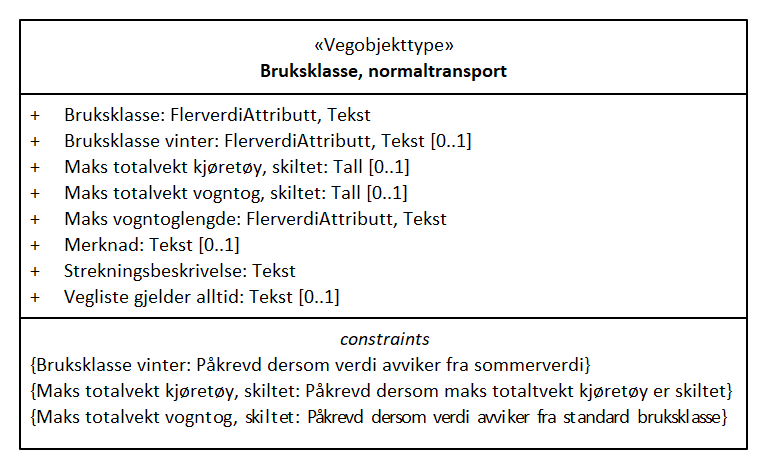 «Vegobjekttype»
Bruksklasse, normaltransport
+ Bruksklasse: FlerverdiAttributt, Tekst
+ Bruksklasse vinter: FlerverdiAttributt, Tekst [0..1]
+ Maks totalvekt kjøretøy, skiltet: Tall [0..1]
+ Maks totalvekt vogntog, skiltet: Tall [0..1]
+ Maks vogntoglengde: FlerverdiAttributt, Tekst
+ Merknad: Tekst [0..1]
+ Strekningsbeskrivelse: Tekst
+ Vegliste gjelder alltid: Tekst [0..1]
constraints
{Bruksklasse vinter: Påkrevd dersom verdi avviker fra sommerverdi}
{Maks totalvekt kjøretøy, skiltet: Påkrevd dersom maks totaltvekt kjøretøy er skiltet}
{Maks totalvekt vogntog, skiltet: Påkrevd dersom verdi avviker fra standard bruksklasse}